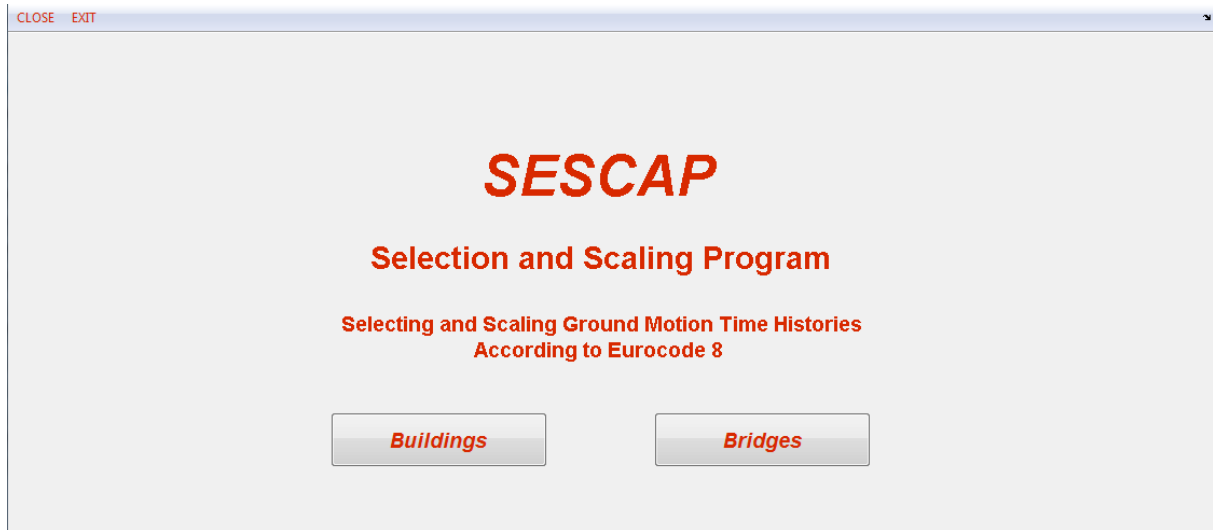 CLOSE EXIT
SESCAP
Selection and Scaling Program
Selecting and Scaling Ground Motion Time Histories
According to Eurocode 8
Buildings Bridges